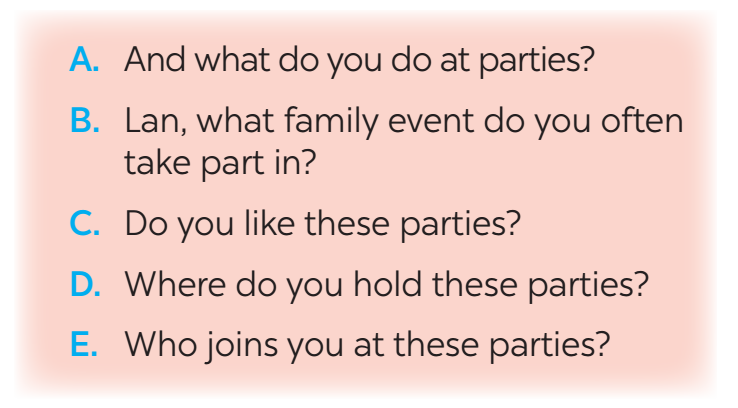 A. And what do you do at parties?
B. Lan, what family event do you often
take part in?
C. Do you like these parties?
D. Where do you hold these parties?
E. Who joins you at these parties?